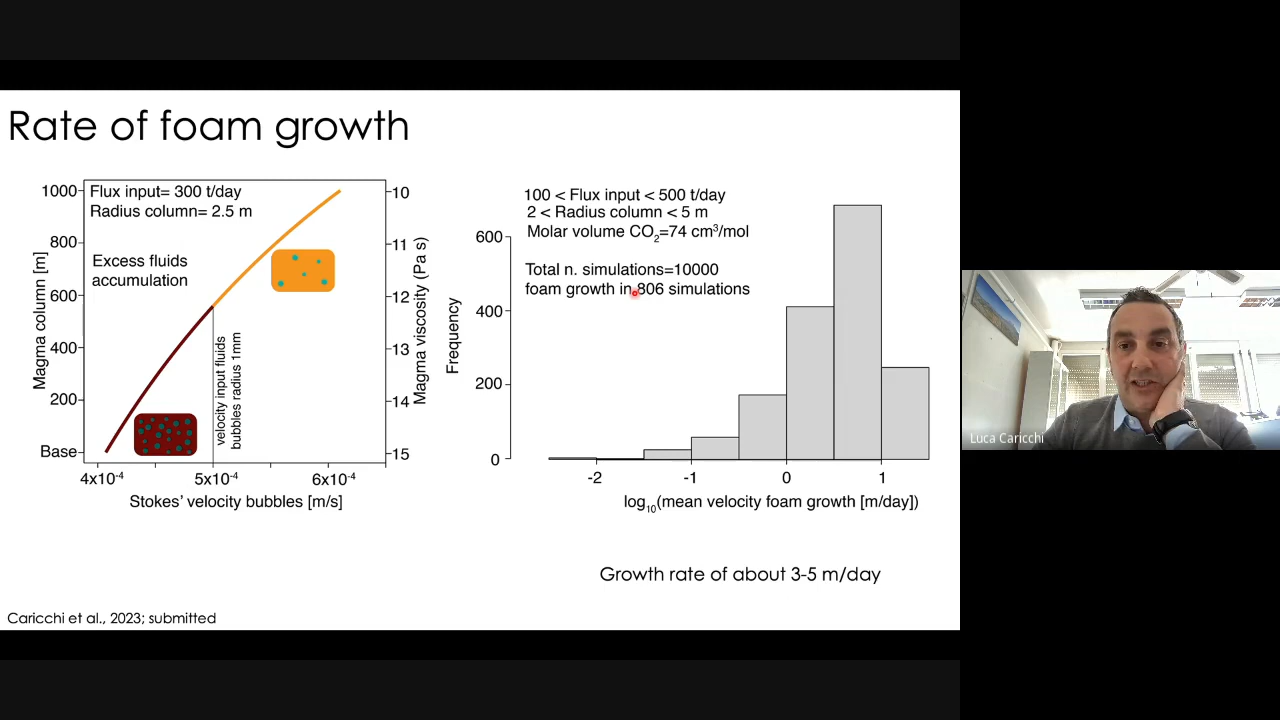 Rate of foam growth
1000
800
600
400
200
Base
Magma column [m]
Flux input= 300 t/day
Radius column= 2.5 m
Excess fluids
accumulation
velocity input fluids
bubbles radius 1mm
10
11
12
13
14
15
Magma viscosity (Pa s)
4x10⁻⁴
5x10⁻⁴
6x10⁻⁴
Stokes' velocity bubbles [m/s]
100 < Flux input < 500 t/day
2 < Radius column < 5 m
Molar volume CO₂=74 cm³/mol
Total n. simulations=10000
foam growth in 806 simulations
600
400
200
0
Frequency
-2
-1
0
1
log₁₀(mean velocity foam growth [m/day])
Growth rate of about 3-5 m/day
Caricchi et al., 2023; submitted
Luca Caricchi